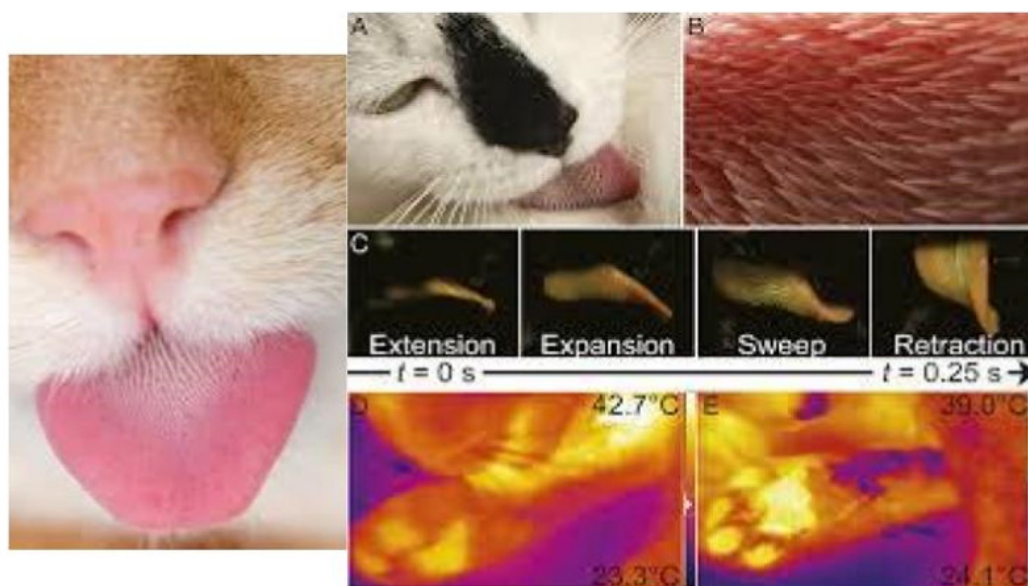 A
B
C
Extension Expansion Sweep Retraction
t = 0 s t = 0.25 s
D 42.7°C
E 39.0°C
23.3°C
24.1°C